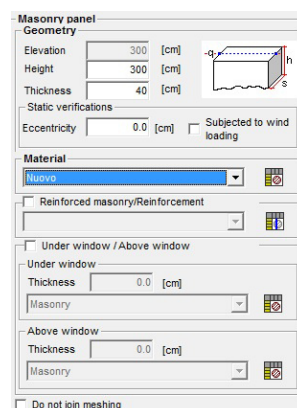 Masonry panel
Geometry
Elevation 300 [cm]
Height 300 [cm]
Thickness 40 [cm]
-q- h s
Static verifications
Eccentricity 0.0 [cm] Subjected to wind loading
Material
Nuovo
Reinforced masonry/Reinforcement
Under window / Above window
Under window
Thickness 0.0 [cm]
Masonry
Above window
Thickness 0.0 [cm]
Masonry
Do not join meshing